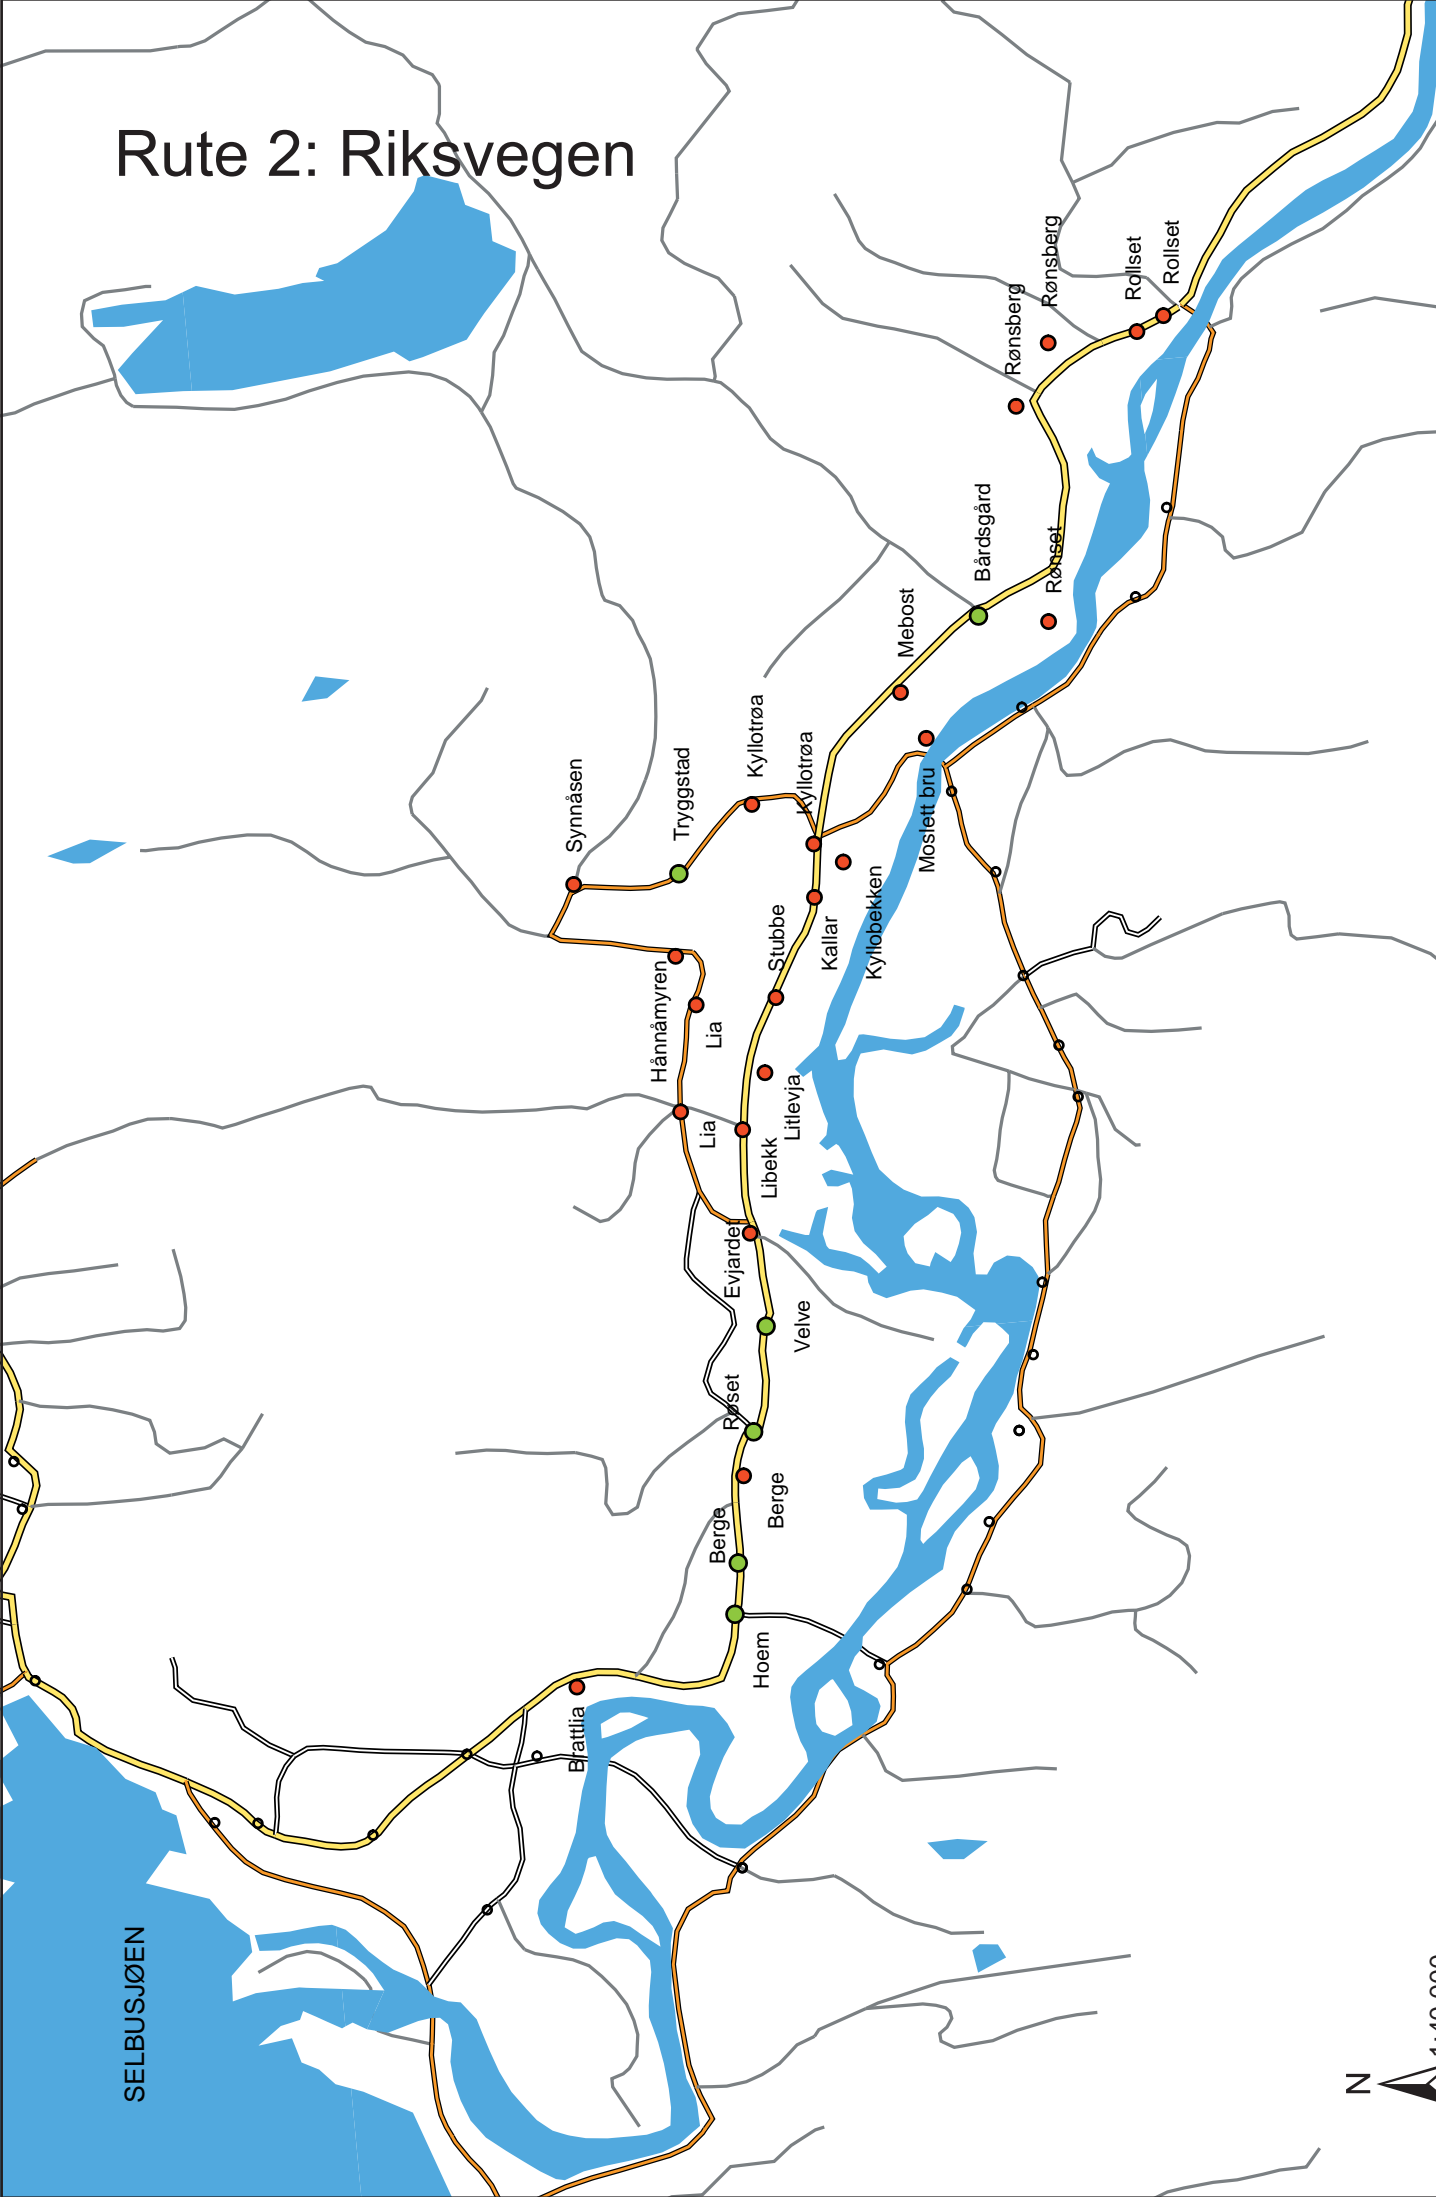 Rute 2: Riksvegen
Rønsberg
Rønsberg
Rollset
Rollset
Bårdsgård
Rønset
Mebost
Kyllotrøa
Kyllotrøa
Tryggstad
Synnåsen
Moslett bru
Kyllobekken
Kallar
Stubbe
Hånnåmyren
Lia
Litlevja
Lia
Libekk
Evjardet
Velve
Røset
Berge
Berge
Hoem
Brattlia
SELBUSJØEN
N